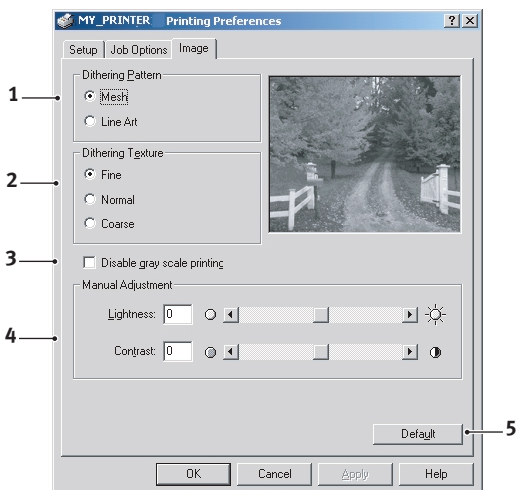 MY_PRINTER Printing Preferences
Setup Job Options Image
Dithering Pattern
1
Mesh
Line Art
Dithering Texture
2
Fine
Normal
Coarse
3
Disable gray scale printing
Manual Adjustment
Lightness: 0
4
Contrast: 0
Default
5
OK Cancel Apply Help